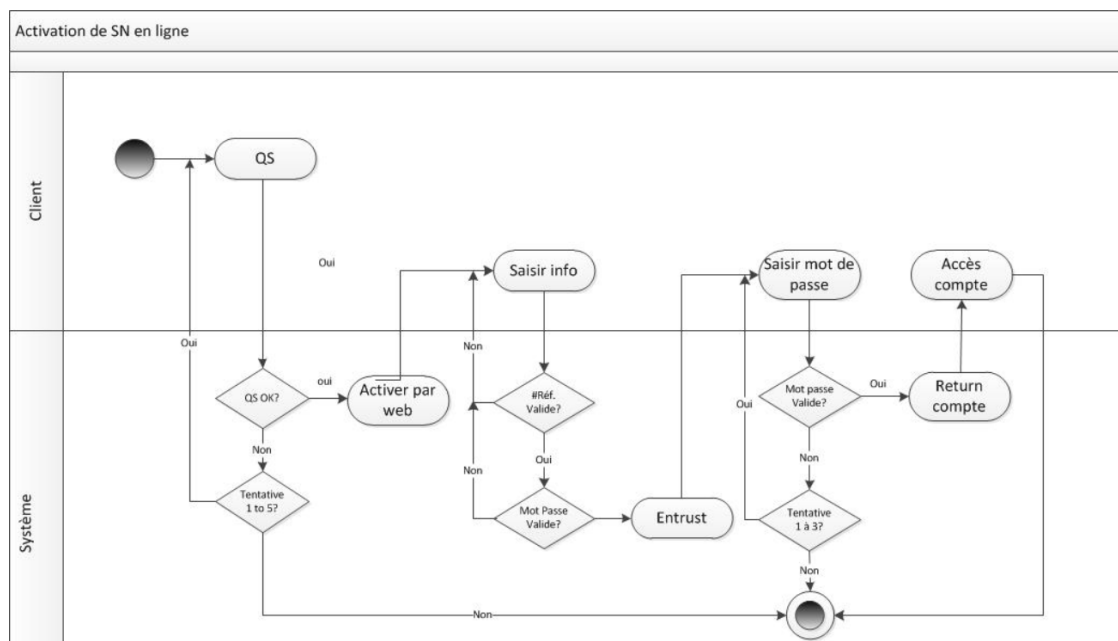 Activation de SN en ligne
Client
QS
Oui
Saisir info
Saisir mot de
passe
Accès
compte
Système
Oui
Non
QS OK?
oui
Activer par
web
#Réf.
Valide?
Mot passe
Valide?
Oui
Return
compte
Oui
Non
Oui
Non
Non
Tentative
1 to 5?
Mot Passe
Valide?
Entrust
Tentative
1 à 3?
Non
Non